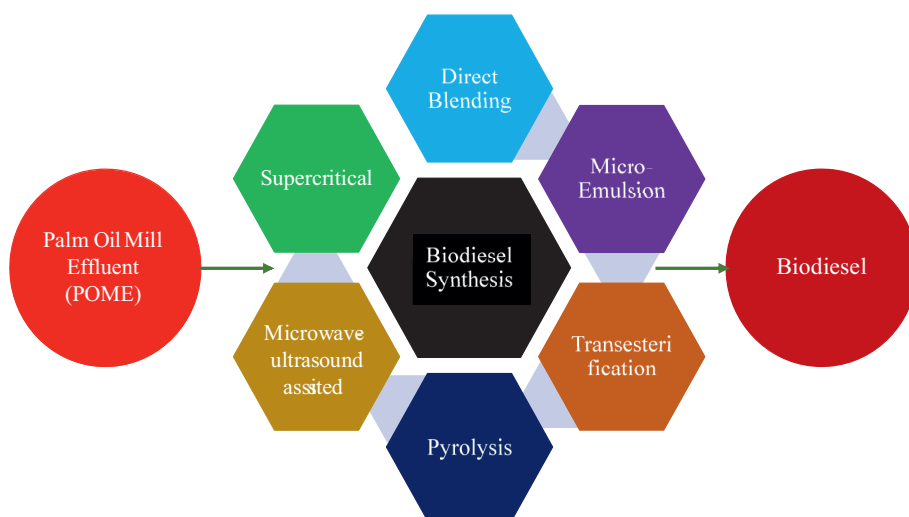 Direct
Blending
Supercritical
Micro-
Emulsion
Palm Oil Mill
Effluent
(POME)
Biodiesel
Synthesis
Biodiesel
Microwave
ultrasound
assited
Transesteri
fication
Pyrolysis